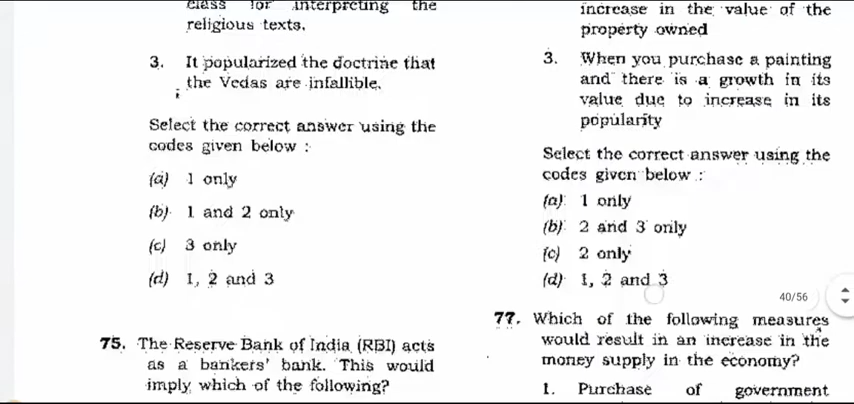 class for interpreting the
religious texts.
3. It popularized the doctrine that
the Vedas are infallible.
Select the correct answer using the
codes given below :
(a) 1 only
(b) 1 and 2 only
(c) 3 only
(d) 1, 2 and 3
75. The Reserve Bank of India (RBI) acts
as a bankers' bank. This would
imply which of the following?
increase in the value of the
property owned
3. When you purchase a painting
and there is a growth in its
value due to increase in its
popularity
Select the correct answer using the
codes given below :
(a) 1 only
(b) 2 and 3 only
(c) 2 only
(d) 1, 2 and 3
40/56
77. Which of the following measures
would result in an increase in the
money supply in the economy?
1. Purchase of government